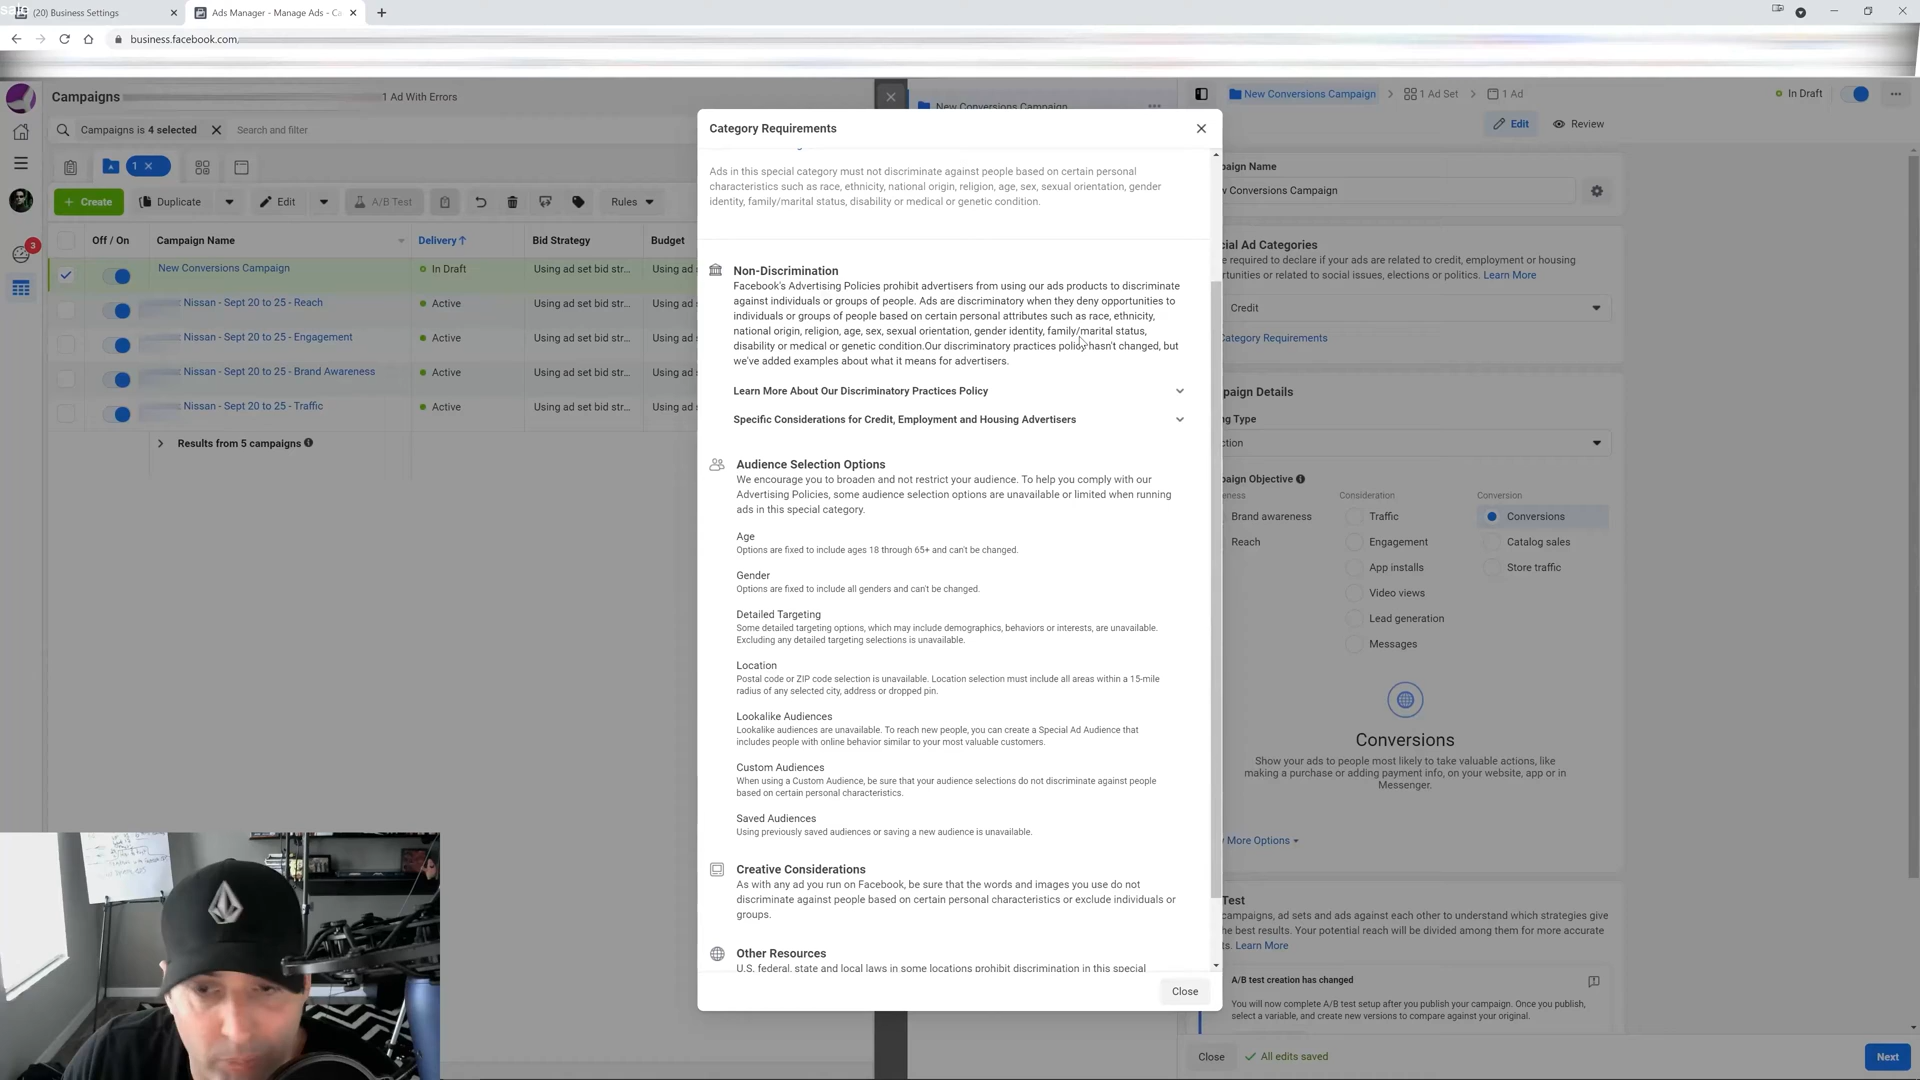 (20) Business Settings
Ads Manager - Manage Ads - Ca
business.facebook.com,
Campaigns
1 Ad With Errors
Campaigns is 4 selected
Search and filter
1
Create
Duplicate
Edit
A/B Test
Rules
3
Off / On
Campaign Name
Delivery
Bid Strategy
Budget
New Conversions Campaign
In Draft
Using ad set bid str...
Using ad s
Nissan - Sept 20 to 25 - Reach
Active
Using ad set bid str...
Using ad s
Nissan - Sept 20 to 25 - Engagement
Active
Using ad set bid str...
Using ad s
Nissan - Sept 20 to 25 - Brand Awareness
Active
Using ad set bid str...
Using ad s
Nissan - Sept 20 to 25 - Traffic
Active
Using ad set bid str...
Using ad s
Results from 5 campaigns
New Conversions Campaign
Category Requirements
Ads in this special category must not discriminate against people based on certain personal
characteristics such as race, ethnicity, national origin, religion, age, sex, sexual orientation, gender
identity, family/marital status, disability or medical or genetic condition.
Non-Discrimination
Facebook's Advertising Policies prohibit advertisers from using our ads products to discriminate
against individuals or groups of people. Ads are discriminatory when they deny opportunities to
individuals or groups of people based on certain personal attributes such as race, ethnicity,
national origin, religion, age, sex, sexual orientation, gender identity, family/marital status,
disability or medical or genetic condition.Our discriminatory practices policy hasn't changed, but
we've added examples about what it means for advertisers.
Learn More About Our Discriminatory Practices Policy
Specific Considerations for Credit, Employment and Housing Advertisers
Audience Selection Options
We encourage you to broaden and not restrict your audience. To help you comply with our
Advertising Policies, some audience selection options are unavailable or limited when running
ads in this special category.
Age
Options are fixed to include ages 18 through 65+ and can't be changed.
Gender
Options are fixed to include all genders and can't be changed.
Detailed Targeting
Some detailed targeting options, which may include demographics, behaviors or interests, are unavailable.
Excluding any detailed targeting selections is unavailable.
Location
Postal code or ZIP code selection is unavailable. Location selection must include all areas within a 15-mile
radius of any selected city, address or dropped pin.
Lookalike Audiences
Lookalike audiences are unavailable. To reach new people, you can create a Special Ad Audience that
includes people with online behavior similar to your most valuable customers.
Custom Audiences
When using a Custom Audience, be sure that your audience selections do not discriminate against people
based on certain personal characteristics.
Saved Audiences
Using previously saved audiences or saving a new audience is unavailable.
Creative Considerations
As with any ad you run on Facebook, be sure that the words and images you use do not
discriminate against people based on certain personal characteristics or exclude individuals or
groups.
Other Resources
U.S. federal, state and local laws in some locations prohibit discrimination in this special
Close
New Conversions Campaign
1 Ad Set
1 Ad
In Draft
Edit
Review
paign Name
w Conversions Campaign
cial Ad Categories
re required to declare if your ads are related to credit, employment or housing
rtunities or related to social issues, elections or politics. Learn More
Credit
Category Requirements
paign Details
ng Type
ction
paign Objective
eness
Consideration
Conversion
Brand awareness
Traffic
Conversions
Reach
Engagement
Catalog sales
App installs
Store traffic
Video views
Lead generation
Messages
Conversions
Show your ads to people most likely to take valuable actions, like
making a purchase or adding payment info, on your website, app or in
Messenger.
w More Options
Test
campaigns, ad sets and ads against each other to understand which strategies give
he best results. Your potential reach will be divided among them for more accurate
ts. Learn More
A/B test creation has changed
You will now complete A/B test setup after you publish your campaign. Once you publish,
select a variable, and create new versions to compare against your original.
Close
All edits saved
Next